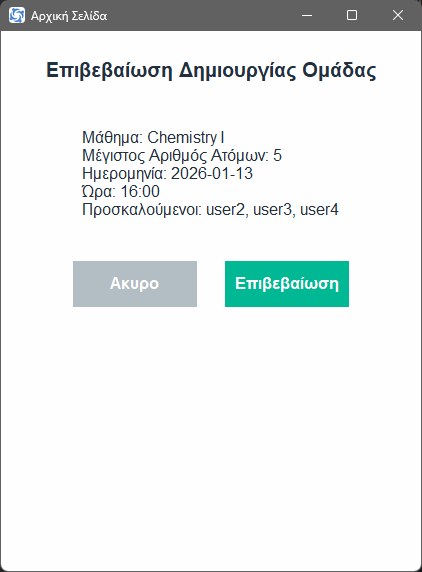 Αρχική Σελίδα
Επιβεβαίωση Δημιουργίας Ομάδας
Μάθημα: Chemistry I
Μέγιστος Αριθμός Ατόμων: 5
Ημερομηνία: 2026-01-13
Ώρα: 16:00
Προσκαλούμενοι: user2, user3, user4
Ακυρο
Επιβεβαίωση